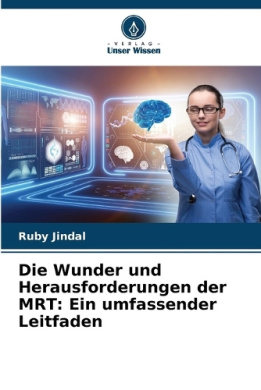 VERLAG
Unser Wissen
Ruby Jindal
Die Wunder und
Herausforderungen der
MRT: Ein umfassender
Leitfaden